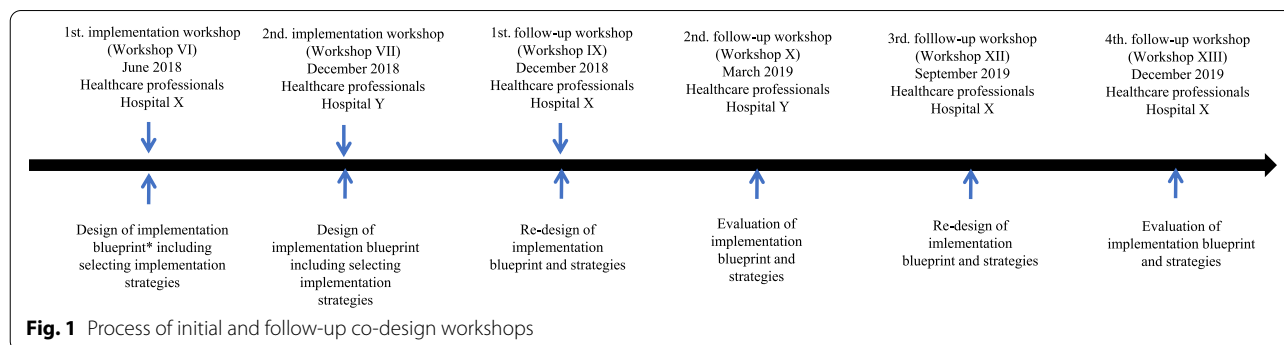 1st. implementation workshop
(Workshop VI)
June 2018
Healthcare professionals
Hospital X
2nd. implementation workshop
(Workshop VII)
December 2018
Healthcare professionals
Hospital Y
1st. follow-up workshop
(Workshop IX)
December 2018
Healthcare professionals
Hospital X
2nd. follow-up workshop
(Workshop X)
March 2019
Healthcare professionals
Hospital Y
3rd. folllow-up workshop
(Workshop XII)
September 2019
Healthcare professionals
Hospital X
4th. follow-up workshop
(Workshop XIII)
December 2019
Healthcare professionals
Hospital X
Design of implementation
blueprint* including
selecting implementation
strategies
Design of
implementation blueprint
including selecting
implementation
strategies
Re-design of
implementation
blueprint and strategies
Evaluation of
implementation
blueprint and
strategies
Re-design of
imlementation
blueprint and strategies
Evaluation of
implementation blueprint
and strategies
Fig. 1 Process of initial and follow-up co-design workshops